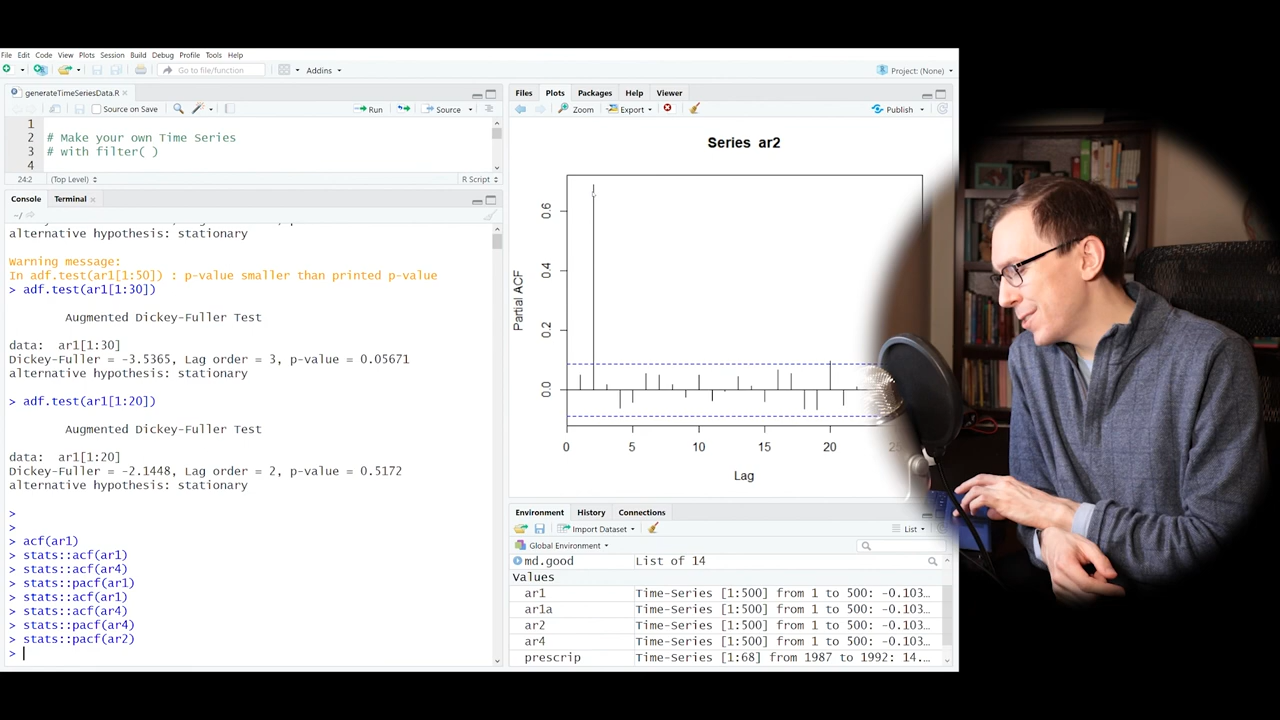 File Edit Code View Plots Session Build Debug Profile Tools Help
Go to file/function
Addins
Project: (None)
generateTimeSeriesData.R
Source on Save
Run
Source
1
2 # Make your own Time Series
3 # with filter( )
4
24:2 (Top Level)
R Script
Console Terminal
~/
alternative hypothesis: stationary
Warning message:
In adf.test(ar1[1:50]) : p-value smaller than printed p-value
> adf.test(ar1[1:30])
Augmented Dickey-Fuller Test
data: ar1[1:30]
Dickey-Fuller = -3.5365, Lag order = 3, p-value = 0.05671
alternative hypothesis: stationary
> adf.test(ar1[1:20])
Augmented Dickey-Fuller Test
data: ar1[1:20]
Dickey-Fuller = -2.1448, Lag order = 2, p-value = 0.5172
alternative hypothesis: stationary
>
>
> acf(ar1)
> stats::acf(ar1)
> stats::acf(ar4)
> stats::pacf(ar1)
> stats::acf(ar1)
> stats::acf(ar4)
> stats::pacf(ar4)
> stats::pacf(ar2)
>
Files Plots Packages Help Viewer
Zoom Export Publish
Series ar2
Partial ACF
0.6
0.4
0.2
0.0
0 5 10 15 20 25
Lag
Environment History Connections
Import Dataset
List
Global Environment
md.good List of 14
Values
ar1 Time-Series [1:500] from 1 to 500: -0.103…
ar1a Time-Series [1:500] from 1 to 500: -0.103…
ar2 Time-Series [1:500] from 1 to 500: -0.103…
ar4 Time-Series [1:500] from 1 to 500: -0.103…
prescrip Time-Series [1:68] from 1987 to 1992: 14.…